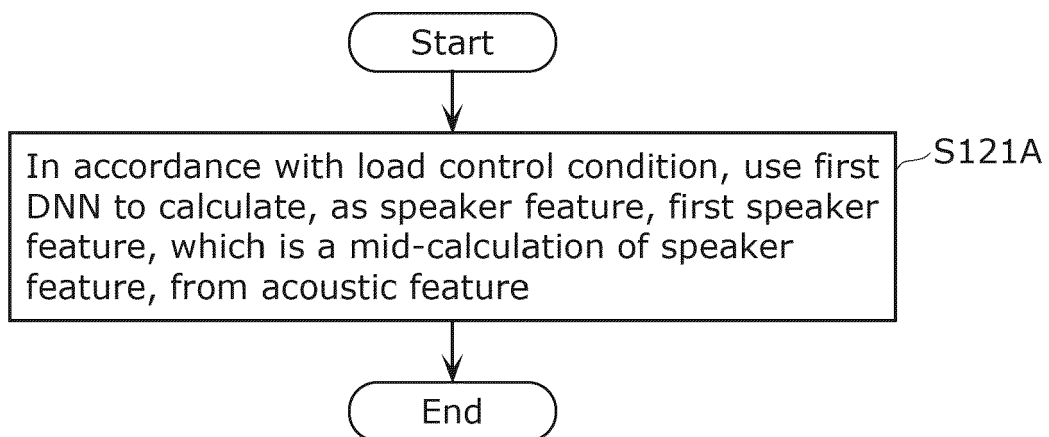 Start
In accordance with load control condition, use first
DNN to calculate, as speaker feature, first speaker
feature, which is a mid-calculation of speaker
feature, from acoustic feature
S121A
End